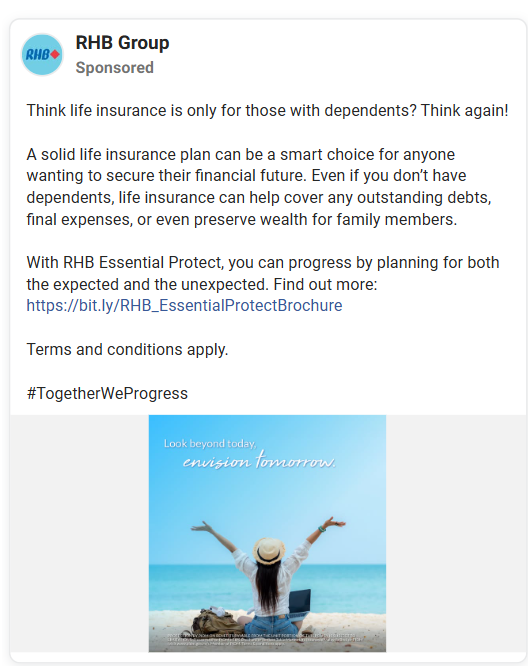 RHB
RHB Group
Sponsored
Think life insurance is only for those with dependents? Think again!
A solid life insurance plan can be a smart choice for anyone
wanting to secure their financial future. Even if you don’t have
dependents, life insurance can help cover any outstanding debts,
final expenses, or even preserve wealth for family members.
With RHB Essential Protect, you can progress by planning for both
the expected and the unexpected. Find out more:
https://bit.ly/RHB_EssentialProtectBrochure
Terms and conditions apply.
#TogetherWeProgress
Look beyond today,
envision tomorrow.